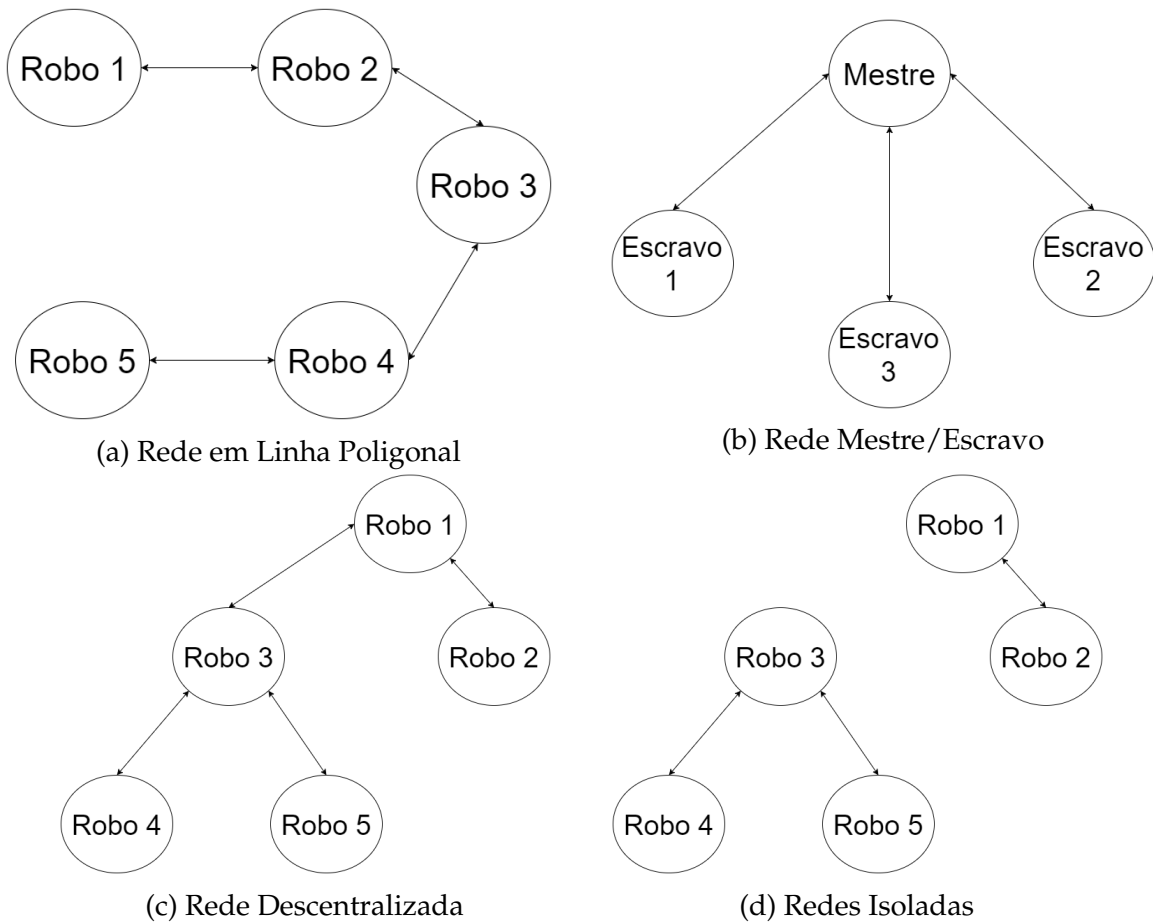 Robo 1
Robo 2
Robo 3
Robo 5
Robo 4
(a) Rede em Linha Poligonal
Mestre
Escravo
1
Escravo
2
Escravo
3
(b) Rede Mestre/Escravo
Robo 1
Robo 3
Robo 2
Robo 4
Robo 5
(c) Rede Descentralizada
Robo 1
Robo 3
Robo 2
Robo 4
Robo 5
(d) Redes Isoladas